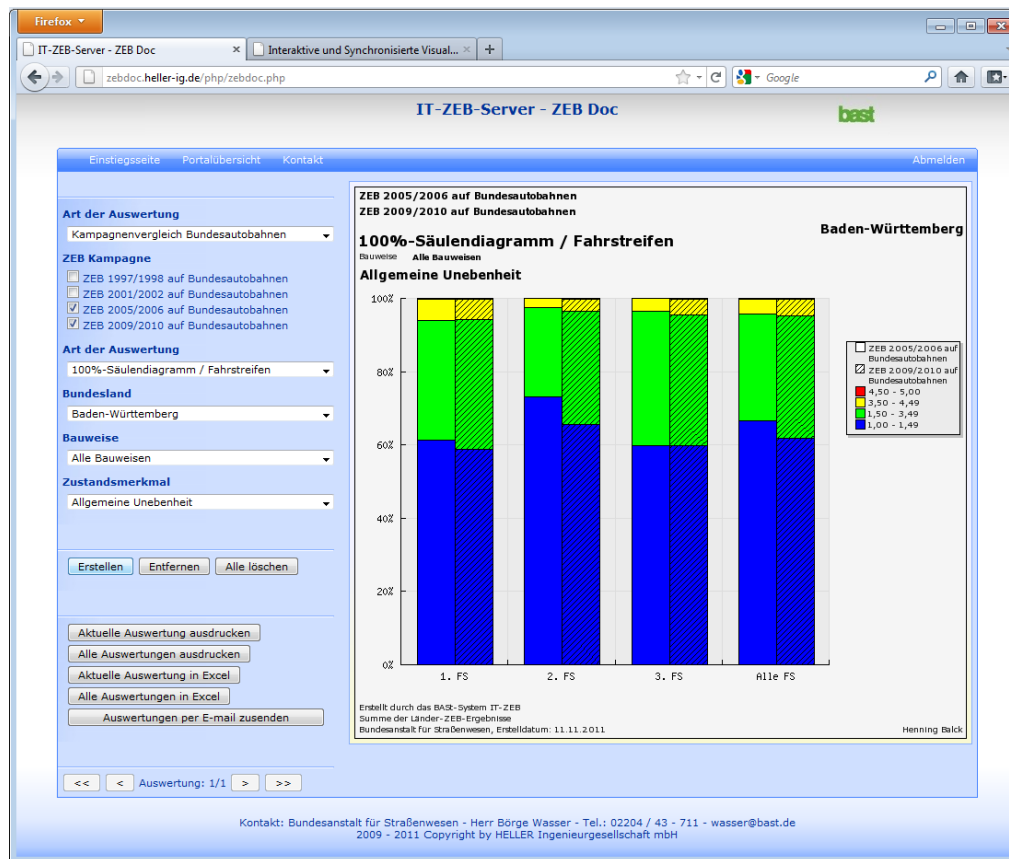 Firefox
IT-ZEB-Server - ZEB Doc
Interaktive und Synchronisierte Visual...
zebdoc.heller-ig.de/php/zebdoc.php
Google
IT-ZEB-Server - ZEB Doc
bast
Einstiegsseite Portalübersicht Kontakt Abmelden
Art der Auswertung
Kampagnenvergleich Bundesautobahnen
ZEB Kampagne
ZEB 1997/1998 auf Bundesautobahnen
ZEB 2001/2002 auf Bundesautobahnen
ZEB 2005/2006 auf Bundesautobahnen
ZEB 2009/2010 auf Bundesautobahnen
Art der Auswertung
100%-Säulendiagramm / Fahrstreifen
Bundesland
Baden-Württemberg
Bauweise
Alle Bauweisen
Zustandsmerkmal
Allgemeine Unebenheit
Erstellen Entfernen Alle löschen
Aktuelle Auswertung ausdrucken
Alle Auswertungen ausdrucken
Aktuelle Auswertung in Excel
Alle Auswertungen in Excel
Auswertungen per E-mail zusenden
<< < Auswertung: 1/1 > >>
ZEB 2005/2006 auf Bundesautobahnen
ZEB 2009/2010 auf Bundesautobahnen
Baden-Württemberg
100%-Säulendiagramm / Fahrstreifen
Bauweise Alle Bauweisen
Allgemeine Unebenheit
100%
80%
60%
40%
20%
0%
1. FS 2. FS 3. FS Alle FS
ZEB 2005/2006 auf
Bundesautobahnen
ZEB 2009/2010 auf
Bundesautobahnen
4,50 - 5,00
3,50 - 4,49
1,50 - 3,49
1,00 - 1,49
Erstellt durch das BASt-System IT-ZEB
Summe der Länder-ZEB-Ergebnisse
Bundesanstalt für Straßenwesen, Erstelldatum: 11.11.2011
Henning Balck
Kontakt: Bundesanstalt für Straßenwesen - Herr Börge Wasser - Tel.: 02204 / 43 - 711 - wasser@bast.de
2009 - 2011 Copyright by HELLER Ingenieurgesellschaft mbH